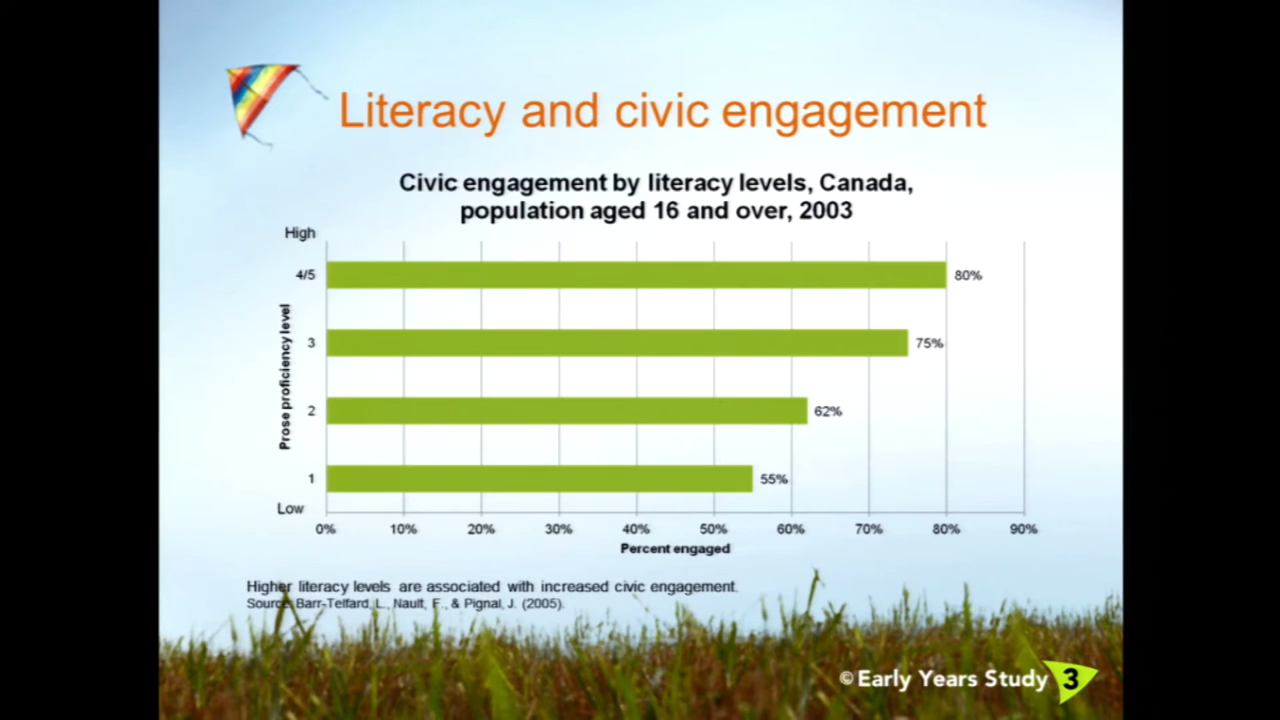 Literacy and civic engagement
Civic engagement by literacy levels, Canada,
population aged 16 and over, 2003
High
4/5
80%
3
75%
2
62%
1
55%
Low
Prose proficiency level
0% 10% 20% 30% 40% 50% 60% 70% 80% 90%
Percent engaged
Higher literacy levels are associated with increased civic engagement.
Source: Barr-Telfard, L., Nault, F., & Pignal, J. (2005).
© Early Years Study 3